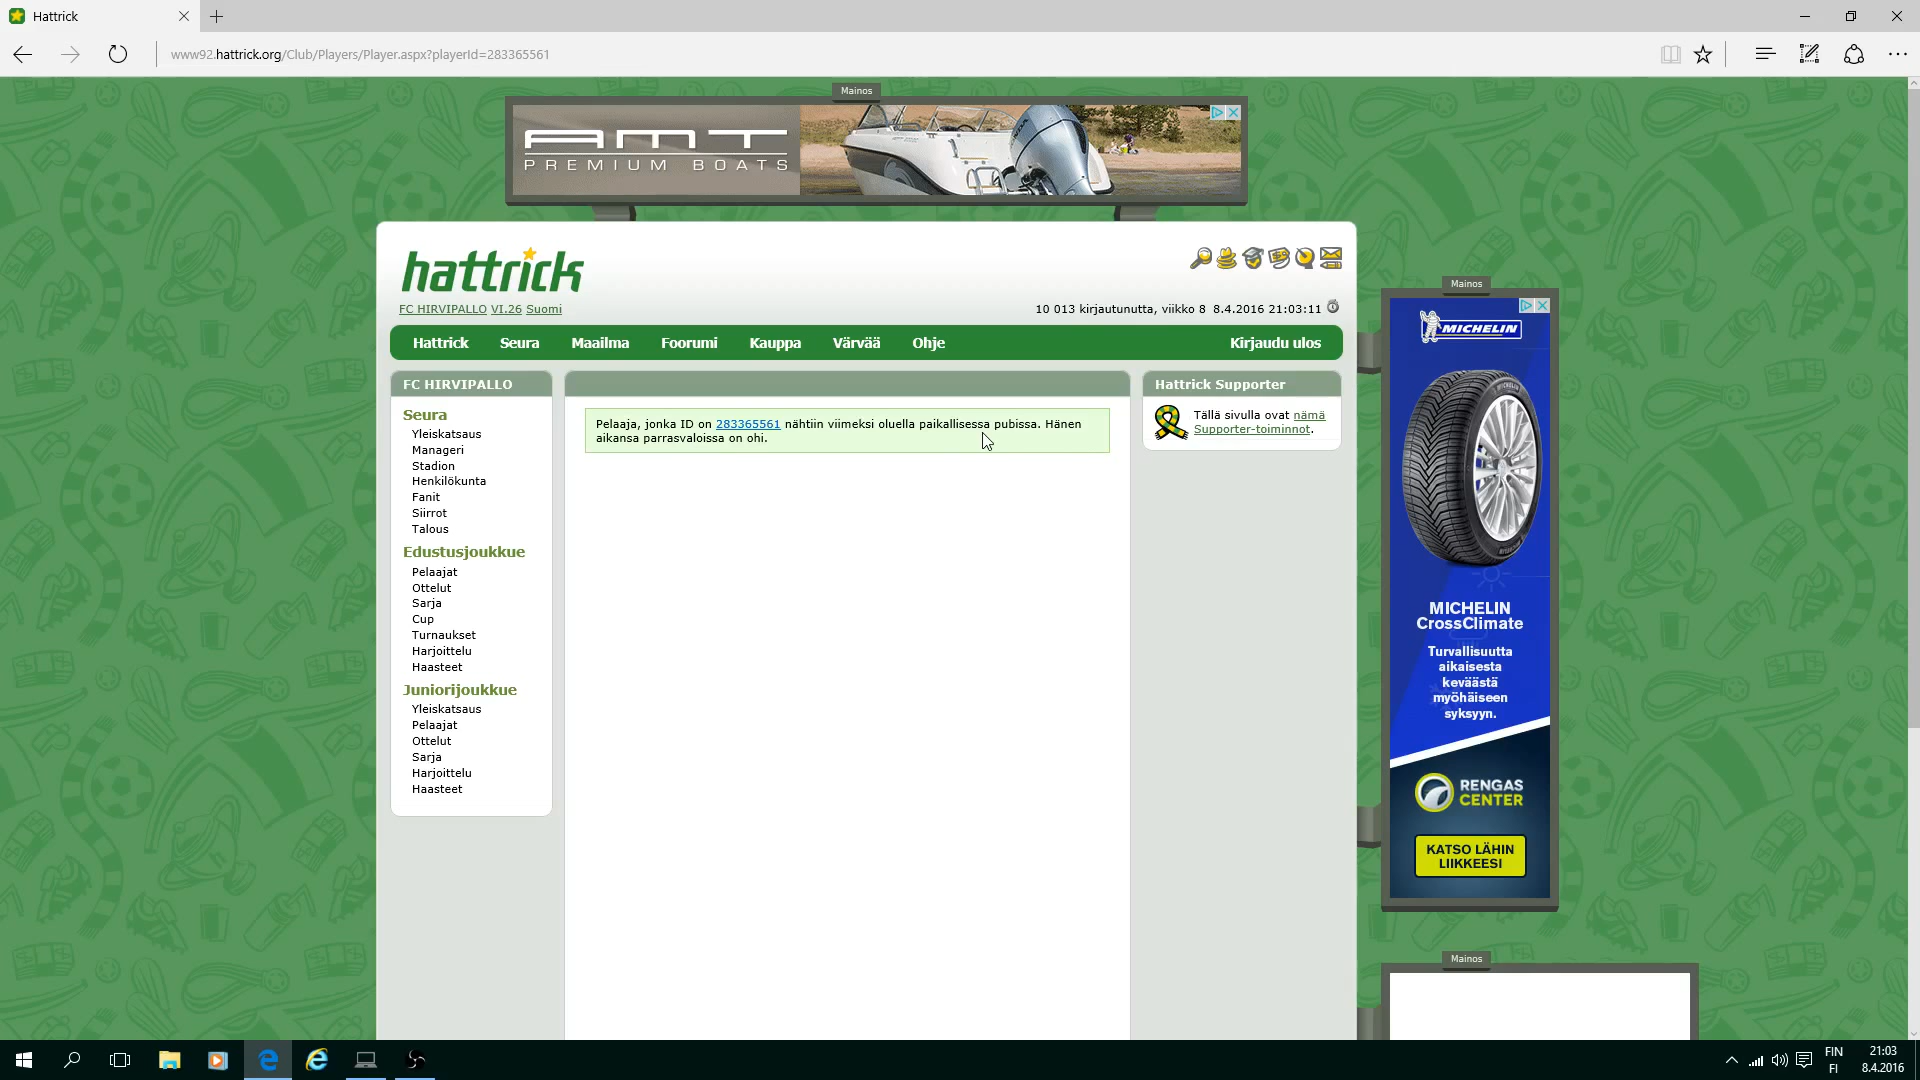 Hattrick
www92.hattrick.org/Club/Players/Player.aspx?playerId=283365561
Mainos
AMT
PREMIUM BOATS
hattrick
FC HIRVIPALLO VI.26 Suomi
10 013 kirjautunutta, viikko 8 8.4.2016 21:03:11
Hattrick Seura Maailma Foorumi Kauppa Värvää Ohje Kirjaudu ulos
FC HIRVIPALLO
Seura
Yleiskatsaus
Manageri
Stadion
Henkilökunta
Fanit
Siirrot
Talous
Edustusjoukkue
Pelaajat
Ottelut
Sarja
Cup
Turnaukset
Harjoittelu
Haasteet
Juniorijoukkue
Yleiskatsaus
Pelaajat
Ottelut
Sarja
Harjoittelu
Haasteet
Pelaaja, jonka ID on 283365561 nähtiin viimeksi oluella paikallisessa pubissa. Hänen
aikansa parrasvaloissa on ohi.
Hattrick Supporter
Tällä sivulla ovat nämä
Supporter-toiminnot.
Mainos
MICHELIN
MICHELIN
CrossClimate
Turvallisuutta
aikaisesta
keväästä
myöhäiseen
syksyyn.
RENGAS
CENTER
KATSO LÄHIN
LIIKKEESI
Mainos
FIN
FI
21:03
8.4.2016